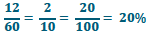 12/60 = 2/10 = 20/100 = 20%